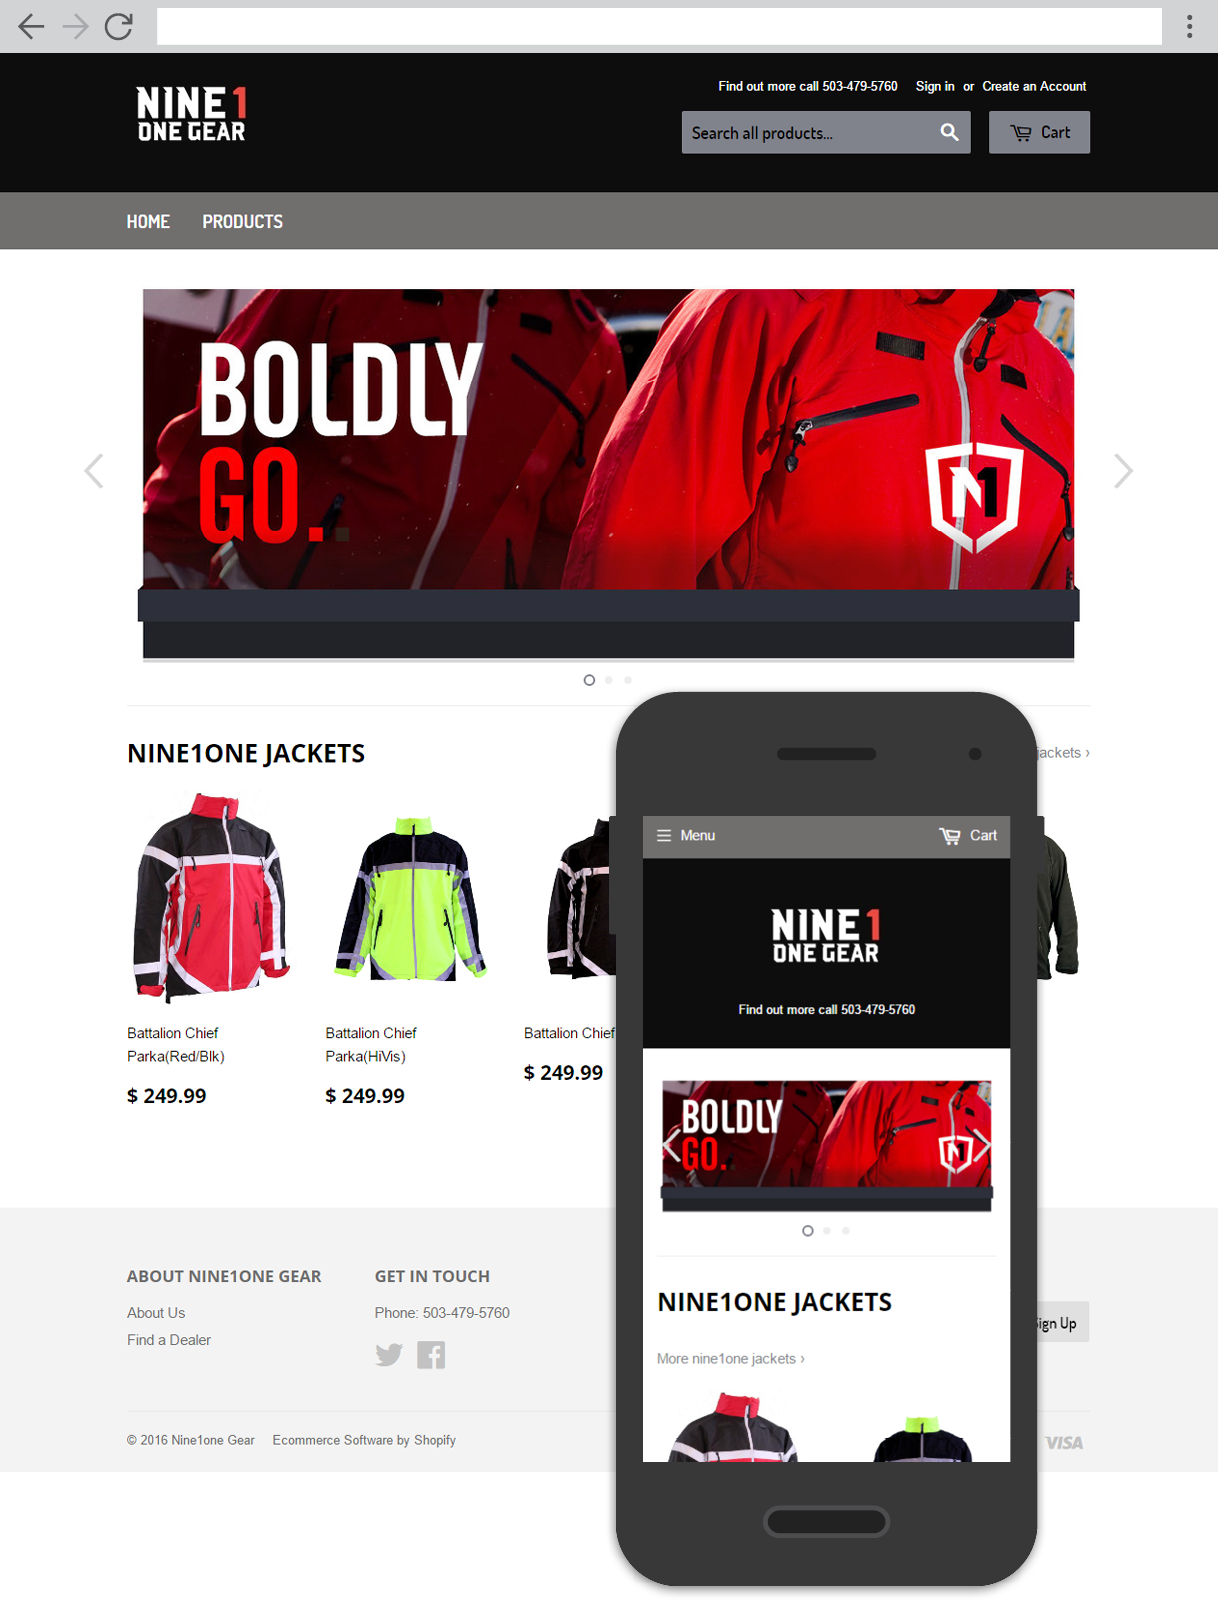 NINE 1
ONE GEAR
Find out more call 503-479-5760 Sign in or Create an Account
Search all products...
Cart
HOME PRODUCTS
BOLDLY
GO.
N1
NINE1ONE JACKETS
jackets ›
Battalion Chief
Parka(Red/Blk)
$ 249.99
Battalion Chief
Parka(HiVis)
$ 249.99
Battalion Chief
$ 249.99
ABOUT NINE1ONE GEAR
About Us
Find a Dealer
GET IN TOUCH
Phone: 503-479-5760
Sign Up
© 2016 Nine1one Gear Ecommerce Software by Shopify
VISA
Menu Cart
NINE 1
ONE GEAR
Find out more call 503-479-5760
BOLDLY
GO.
N1
NINE1ONE JACKETS
More nine1one jackets ›